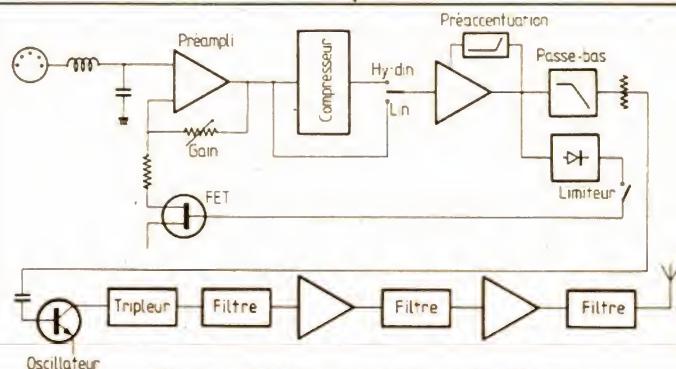 Préaccentuation
Préampli
Passe-bas
Compresseur
Hy-din
Lin
Gain
FET
Limiteur
Tripleur
Filtre
Filtre
Filtre
Oscillateur